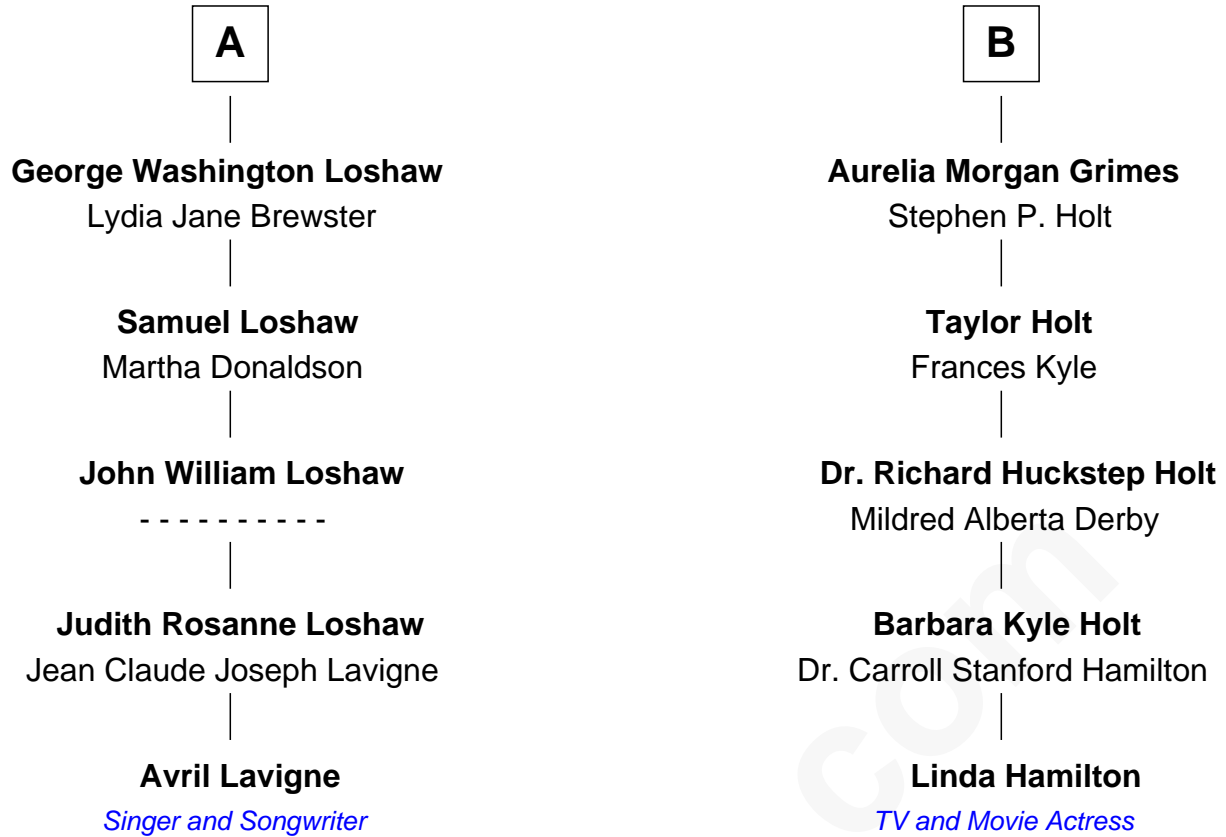 A
George Washington Loshaw
Lydia Jane Brewster
Samuel Loshaw
Martha Donaldson
John William Loshaw
- - - - - - - - - -
Judith Rosanne Loshaw
Jean Claude Joseph Lavigne
Avril Lavigne
Singer and Songwriter
B
Aurelia Morgan Grimes
Stephen P. Holt
Taylor Holt
Frances Kyle
Dr. Richard Huckstep Holt
Mildred Alberta Derby
Barbara Kyle Holt
Dr. Carroll Stanford Hamilton
Linda Hamilton
TV and Movie Actress
com